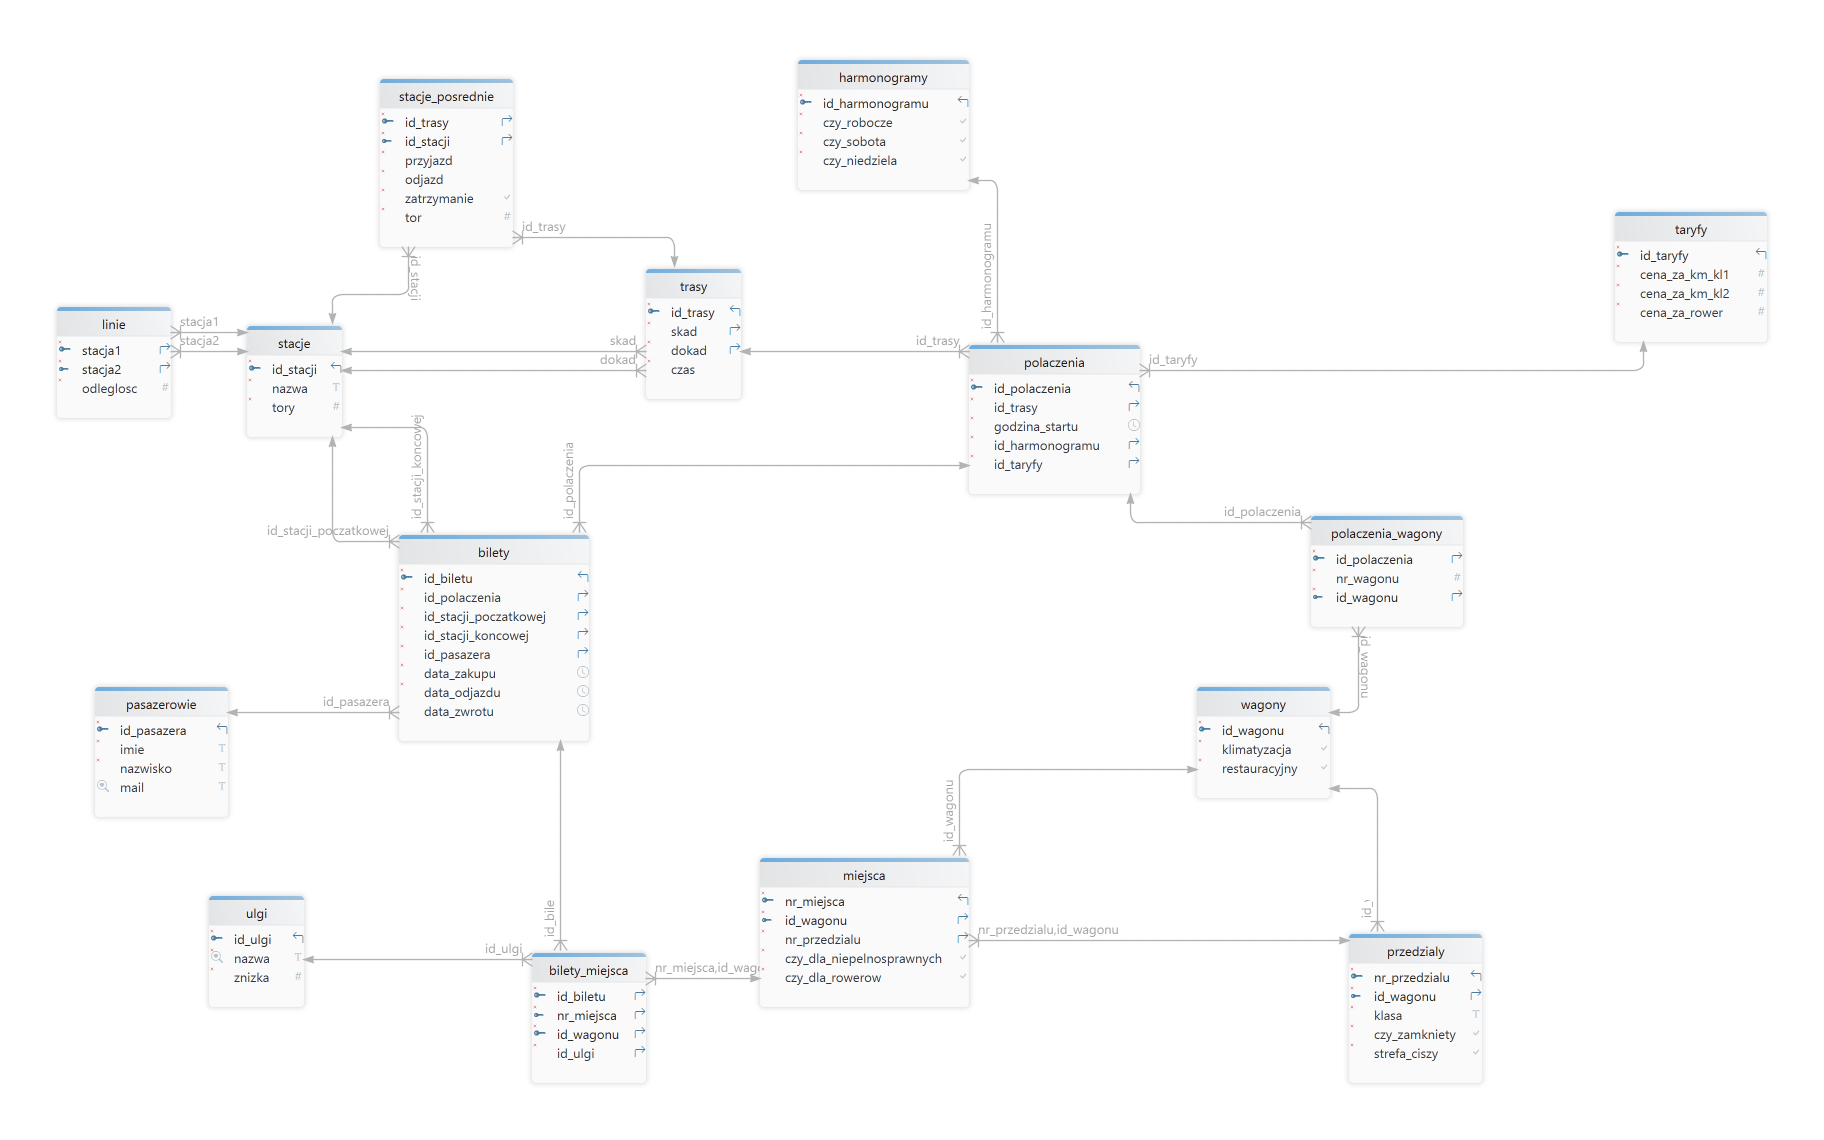 harmonogramy
id_harmonogramu
czy_robocze
czy_sobota
czy_niedziela
stacje_posrednie
id_trasy
id_stacji
przyjazd
odjazd
zatrzymanie
tor
#
id_trasy
id_stacji
id_harmonogramu
taryfy
id_taryfy
cena_za_km_kl1 #
cena_za_km_kl2 #
cena_za_rower #
trasy
id_trasy
skad
dokad
czas
linie
stacja1
stacja2
odleglosc #
stacja1
stacja2
stacje
id_stacji
nazwa T
tory #
skad
dokad
id_trasy
polaczenia
id_polaczenia
id_trasy
godzina_startu
id_harmonogramu
id_taryfy
id_taryfy
id_stacji_koncowej
id_polaczenia
id_stacji_poczatkowej
id_polaczenia
polaczenia_wagony
id_polaczenia
nr_wagonu #
id_wagonu
id_wagonu
bilety
id_biletu
id_polaczenia
id_stacji_poczatkowej
id_stacji_koncowej
id_pasazera
data_zakupu
data_odjazdu
data_zwrotu
id_pasazera
pasazerowie
id_pasazera
imie T
nazwisko T
mail T
wagony
id_wagonu
klimatyzacja
restauracyjny
id_wagonu
miejsca
nr_miejsca
id_wagonu
nr_przedzialu
czy_dla_niepelnosprawnych
czy_dla_rowerow
nr_przedzialu,id_wagonu
id_
przedzialy
nr_przedzialu
id_wagonu
klasa T
czy_zamkniety
strefa_ciszy
ulgi
id_ulgi
nazwa T
znizka #
id_ulgi
id_bile
bilety_miejsca
id_biletu
nr_miejsca
id_wagonu
id_ulgi
nr_miejsca,id_wag